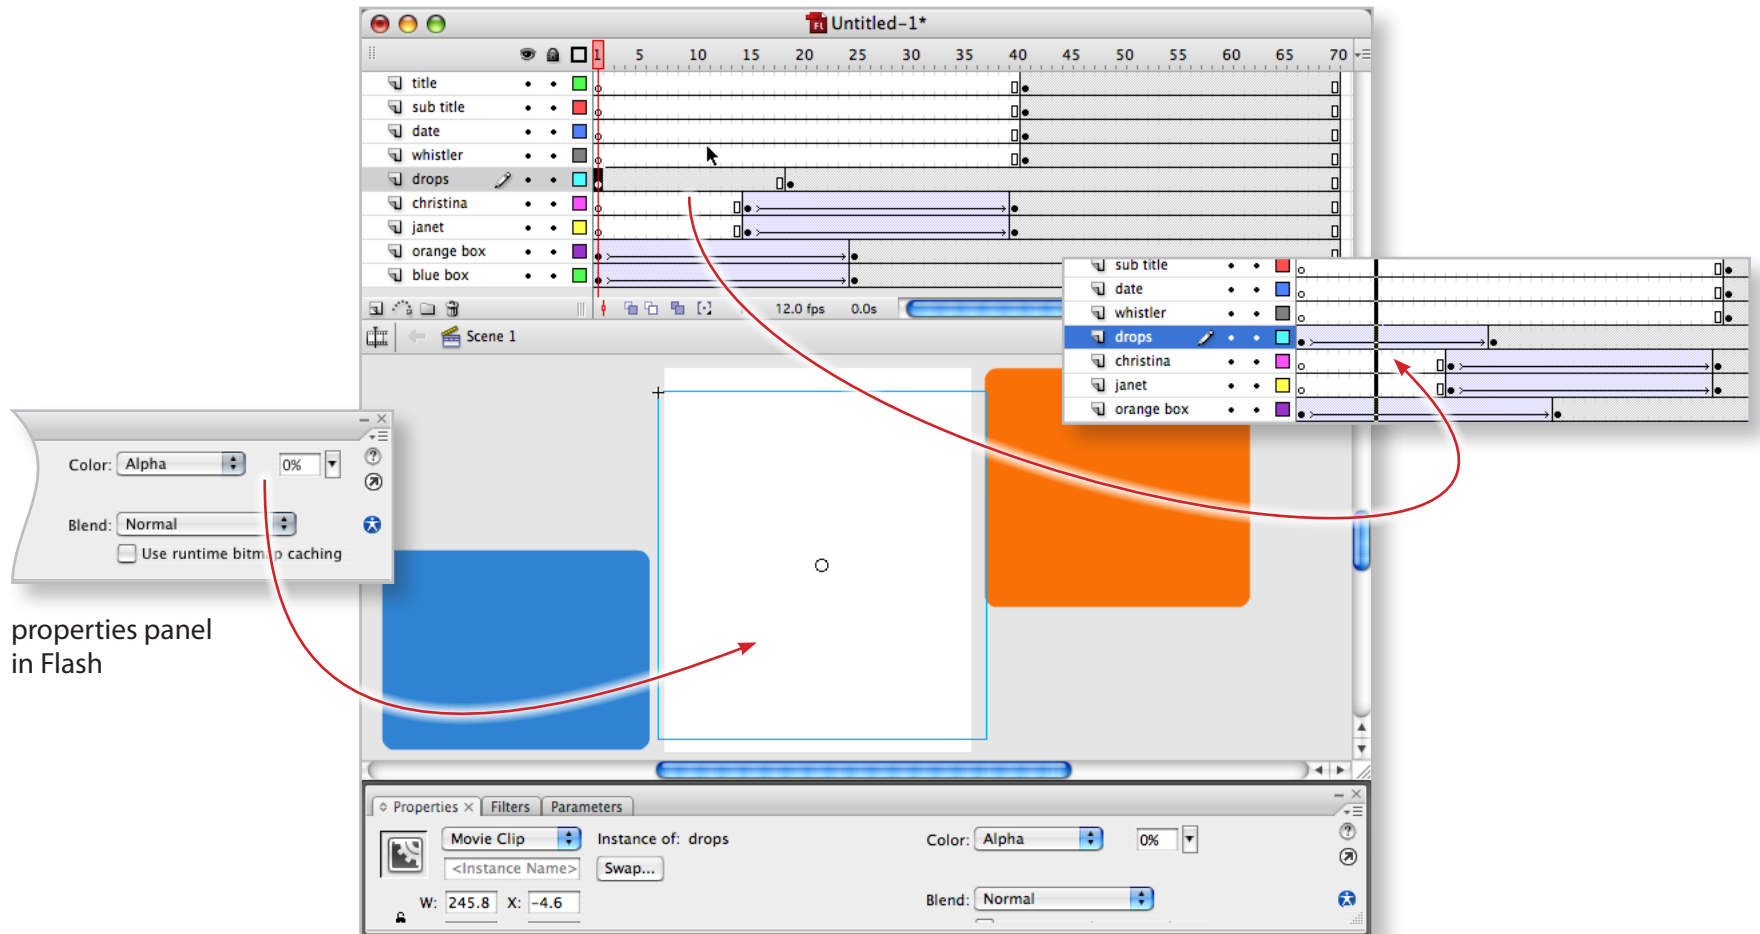 Untitled-1*
1 5 10 15 20 25 30 35 40 45 50 55 60 65 70
title
sub title
date
whistler
drops
christina
janet
orange box
blue box
12.0 fps 0.0s
Scene 1
sub title
date
whistler
drops
christina
janet
orange box
Color: Alpha 0%
Blend: Normal
Use runtime bitmap caching
properties panel
in Flash
Properties Filters Parameters
Movie Clip Instance of: drops Color: Alpha 0%
<Instance Name> Swap...
W: 245.8 X: -4.6 Blend: Normal